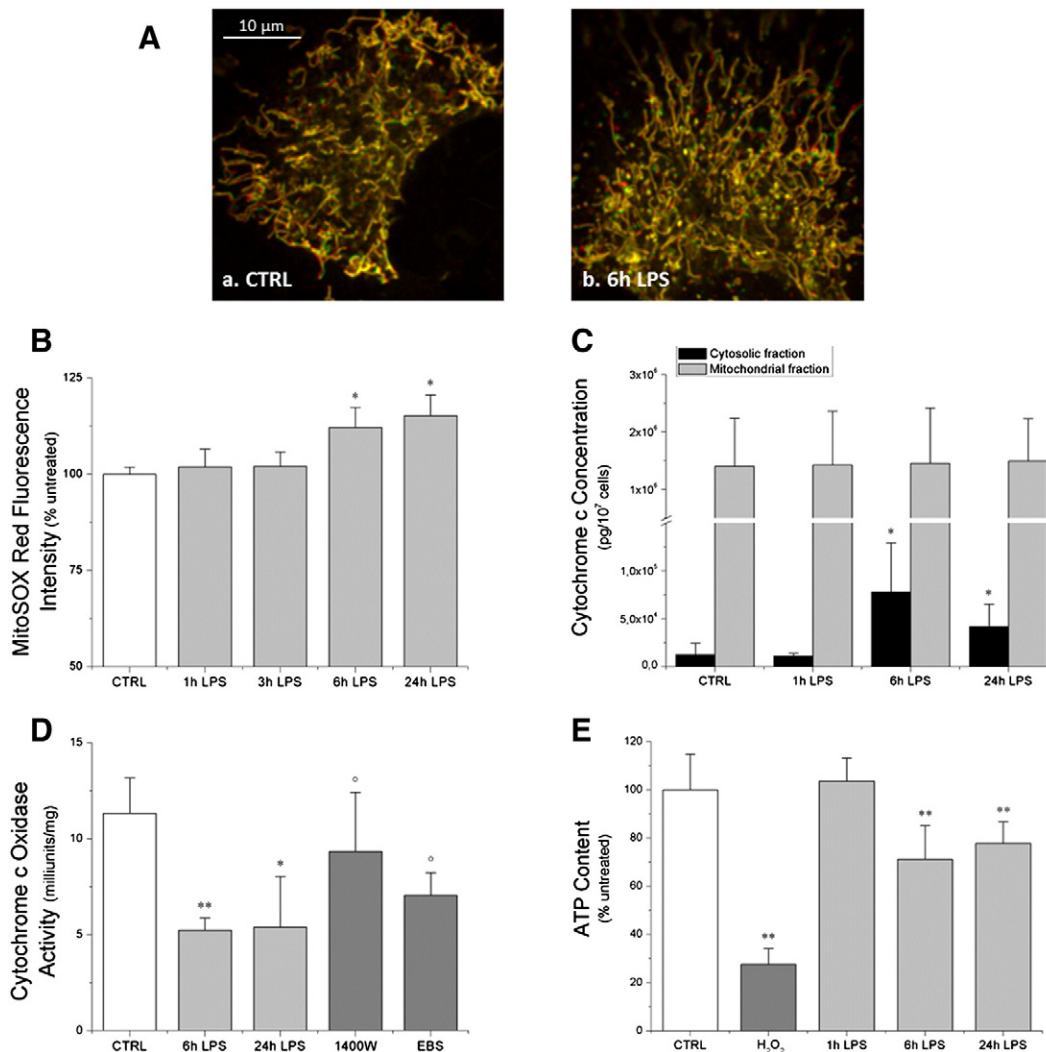 A
10 µm
a. CTRL
b. 6h LPS
B
MitoSOX Red Fluorescence
Intensity (% untreated)
125
100
75
50
CTRL
1h LPS
3h LPS
6h LPS
24h LPS
*
*
C
Cytosolic fraction
Mitochondrial fraction
Cytochrome c Concentration
(pg/10⁷ cells)
3x10⁶
2x10⁶
1x10⁶
1,0x10⁵
5,0x10⁴
0,0
*
*
CTRL
1h LPS
6h LPS
24h LPS
D
Cytochrome c Oxidase
Activity (milliunits/mg)
15
10
5
0
**
*
°
°
CTRL
6h LPS
24h LPS
1400W
EBS
E
ATP Content
(% untreated)
120
100
80
60
40
20
0
**
**
**
CTRL
H₂O₂
1h LPS
6h LPS
24h LPS